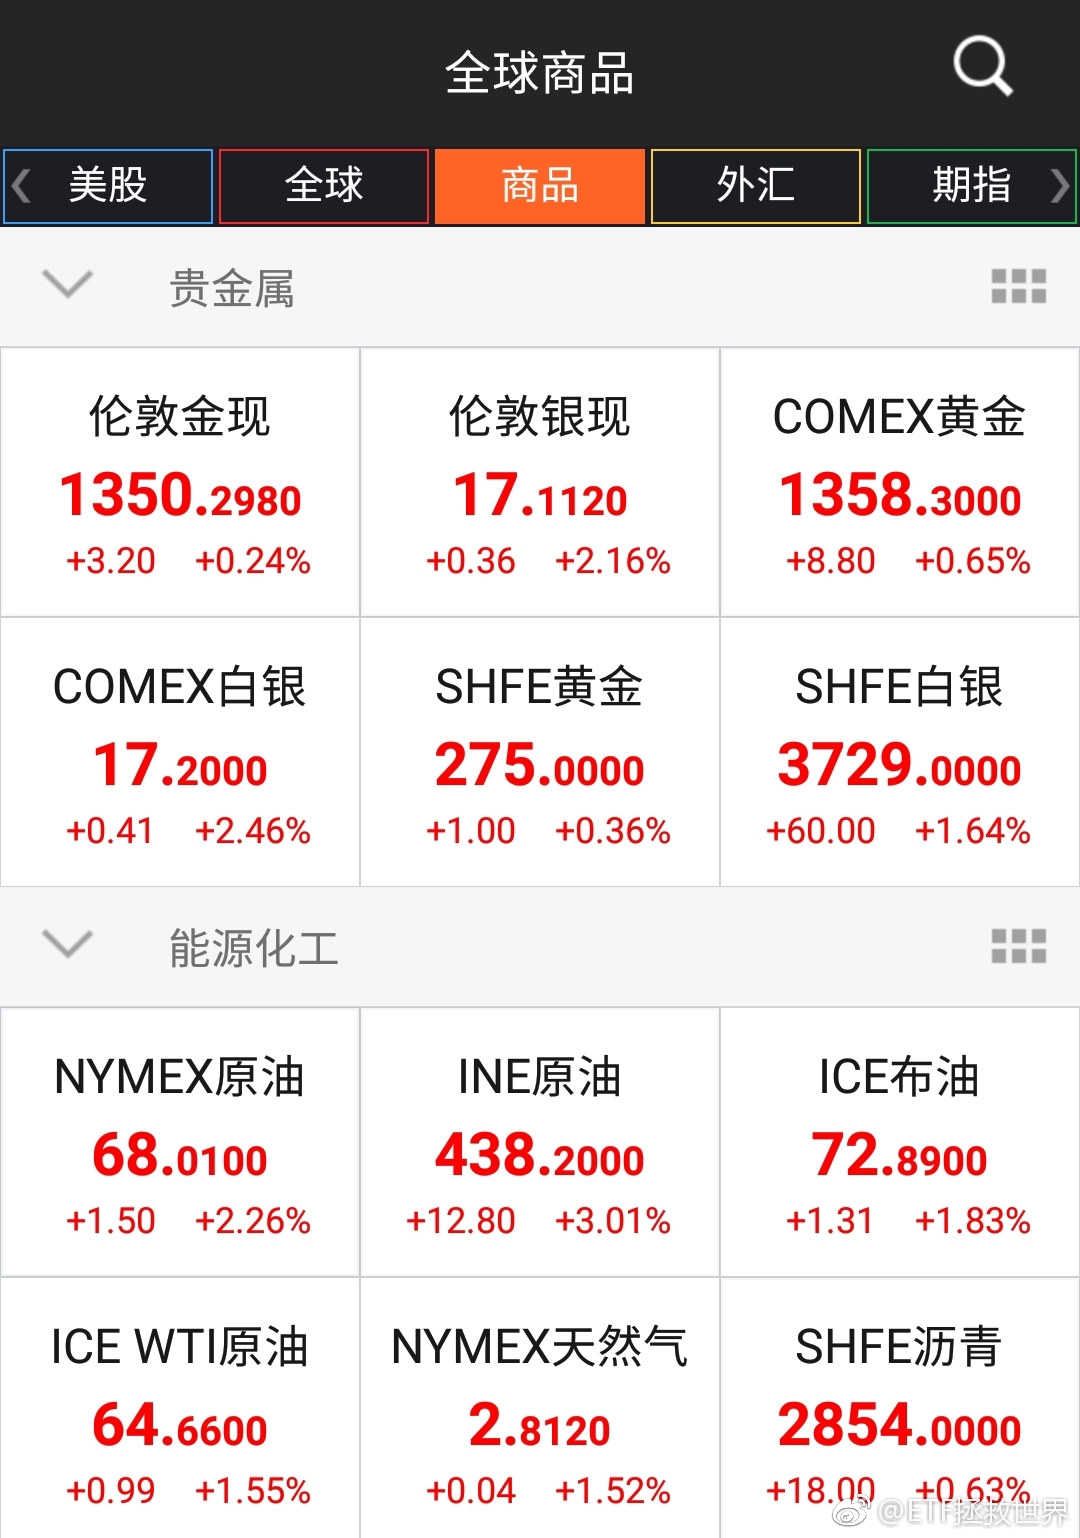 全球商品
美股 全球 商品 外汇 期指
贵金属
伦敦金现 伦敦银现 COMEX黄金
1350.2980 17.1120 1358.3000
+3.20 +0.24% +0.36 +2.16% +8.80 +0.65%
COMEX白银 SHFE黄金 SHFE白银
17.2000 275.0000 3729.0000
+0.41 +2.46% +1.00 +0.36% +60.00 +1.64%
能源化工
NYMEX原油 INE原油 ICE布油
68.0100 438.2000 72.8900
+1.50 +2.26% +12.80 +3.01% +1.31 +1.83%
ICE WTI原油 NYMEX天然气 SHFE沥青
64.6600 2.8120 2854.0000
+0.99 +1.55% +0.04 +1.52% +18.00 +0.63%
@ETF拯救世界